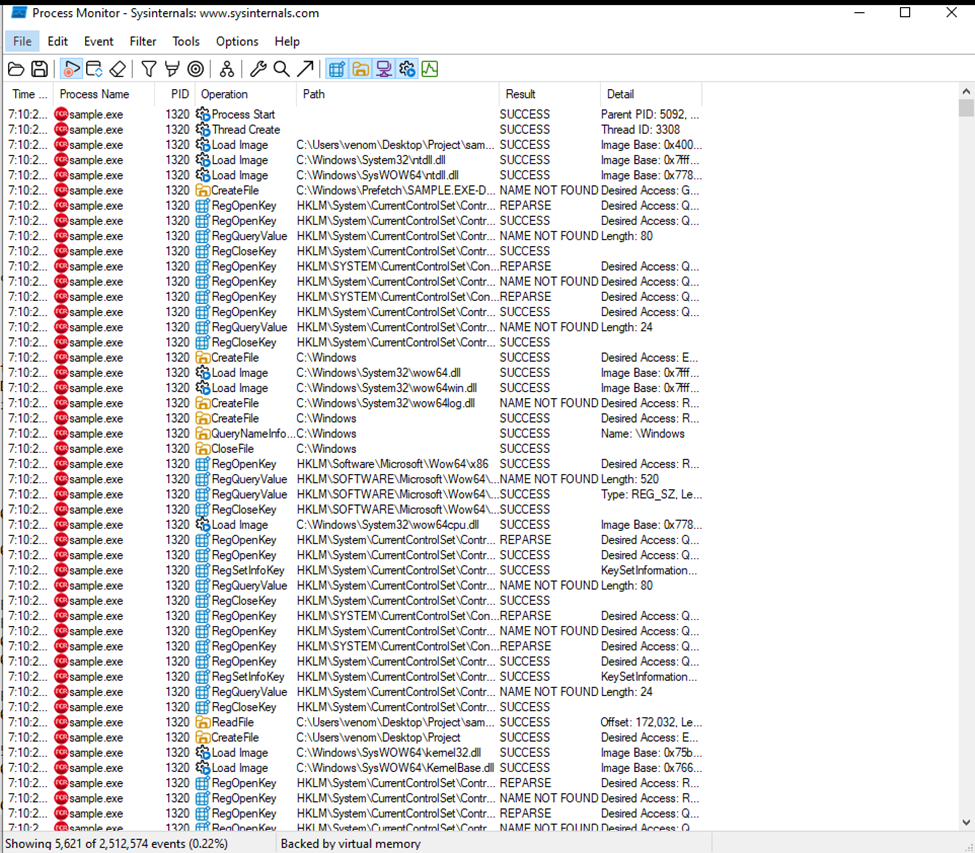 Process Monitor - Sysinternals: www.sysinternals.com
File Edit Event Filter Tools Options Help
Time ... Process Name PID Operation Path Result Detail
7:10:2... sample.exe 1320 Process Start SUCCESS Parent PID: 5092, ...
7:10:2... sample.exe 1320 Thread Create SUCCESS Thread ID: 3308
7:10:2... sample.exe 1320 Load Image C:\Users\venom\Desktop\Project\sam... SUCCESS Image Base: 0x400...
7:10:2... sample.exe 1320 Load Image C:\Windows\System32\ntdll.dll SUCCESS Image Base: 0x7fff...
7:10:2... sample.exe 1320 Load Image C:\Windows\SysWOW64\ntdll.dll SUCCESS Image Base: 0x778...
7:10:2... sample.exe 1320 CreateFile C:\Windows\Prefetch\SAMPLE.EXE-D... NAME NOT FOUND Desired Access: G...
7:10:2... sample.exe 1320 RegOpenKey HKLM\System\CurrentControlSet\Contr... REPARSE Desired Access: Q...
7:10:2... sample.exe 1320 RegOpenKey HKLM\System\CurrentControlSet\Contr... SUCCESS Desired Access: Q...
7:10:2... sample.exe 1320 RegQueryValue HKLM\System\CurrentControlSet\Contr... NAME NOT FOUND Length: 80
7:10:2... sample.exe 1320 RegCloseKey HKLM\System\CurrentControlSet\Contr... SUCCESS
7:10:2... sample.exe 1320 RegOpenKey HKLM\SYSTEM\CurrentControlSet\Con... REPARSE Desired Access: Q...
7:10:2... sample.exe 1320 RegOpenKey HKLM\System\CurrentControlSet\Contr... NAME NOT FOUND Desired Access: Q...
7:10:2... sample.exe 1320 RegOpenKey HKLM\SYSTEM\CurrentControlSet\Con... REPARSE Desired Access: Q...
7:10:2... sample.exe 1320 RegOpenKey HKLM\System\CurrentControlSet\Contr... SUCCESS Desired Access: Q...
7:10:2... sample.exe 1320 RegQueryValue HKLM\System\CurrentControlSet\Contr... NAME NOT FOUND Length: 24
7:10:2... sample.exe 1320 RegCloseKey HKLM\System\CurrentControlSet\Contr... SUCCESS
7:10:2... sample.exe 1320 CreateFile C:\Windows SUCCESS Desired Access: E...
7:10:2... sample.exe 1320 Load Image C:\Windows\System32\wow64.dll SUCCESS Image Base: 0x7fff...
7:10:2... sample.exe 1320 Load Image C:\Windows\System32\wow64win.dll SUCCESS Image Base: 0x7fff...
7:10:2... sample.exe 1320 CreateFile C:\Windows\System32\wow64log.dll NAME NOT FOUND Desired Access: R...
7:10:2... sample.exe 1320 CreateFile C:\Windows SUCCESS Desired Access: R...
7:10:2... sample.exe 1320 QueryNameInfo... C:\Windows SUCCESS Name: \Windows
7:10:2... sample.exe 1320 CloseFile C:\Windows SUCCESS
7:10:2... sample.exe 1320 RegOpenKey HKLM\Software\Microsoft\Wow64\x86 SUCCESS Desired Access: R...
7:10:2... sample.exe 1320 RegQueryValue HKLM\SOFTWARE\Microsoft\Wow64\... NAME NOT FOUND Length: 520
7:10:2... sample.exe 1320 RegQueryValue HKLM\SOFTWARE\Microsoft\Wow64\... SUCCESS Type: REG_SZ, Le...
7:10:2... sample.exe 1320 RegCloseKey HKLM\SOFTWARE\Microsoft\Wow64\... SUCCESS
7:10:2... sample.exe 1320 Load Image C:\Windows\System32\wow64cpu.dll SUCCESS Image Base: 0x778...
7:10:2... sample.exe 1320 RegOpenKey HKLM\System\CurrentControlSet\Contr... REPARSE Desired Access: Q...
7:10:2... sample.exe 1320 RegOpenKey HKLM\System\CurrentControlSet\Contr... SUCCESS Desired Access: Q...
7:10:2... sample.exe 1320 RegSetInfoKey HKLM\System\CurrentControlSet\Contr... SUCCESS KeySetInformation...
7:10:2... sample.exe 1320 RegQueryValue HKLM\System\CurrentControlSet\Contr... NAME NOT FOUND Length: 80
7:10:2... sample.exe 1320 RegCloseKey HKLM\System\CurrentControlSet\Contr... SUCCESS
7:10:2... sample.exe 1320 RegOpenKey HKLM\SYSTEM\CurrentControlSet\Con... REPARSE Desired Access: Q...
7:10:2... sample.exe 1320 RegOpenKey HKLM\System\CurrentControlSet\Contr... NAME NOT FOUND Desired Access: Q...
7:10:2... sample.exe 1320 RegOpenKey HKLM\SYSTEM\CurrentControlSet\Con... REPARSE Desired Access: Q...
7:10:2... sample.exe 1320 RegOpenKey HKLM\System\CurrentControlSet\Contr... SUCCESS Desired Access: Q...
7:10:2... sample.exe 1320 RegSetInfoKey HKLM\System\CurrentControlSet\Contr... SUCCESS KeySetInformation...
7:10:2... sample.exe 1320 RegQueryValue HKLM\System\CurrentControlSet\Contr... NAME NOT FOUND Length: 24
7:10:2... sample.exe 1320 RegCloseKey HKLM\System\CurrentControlSet\Contr... SUCCESS
7:10:2... sample.exe 1320 ReadFile C:\Users\venom\Desktop\Project\sam... SUCCESS Offset: 172,032, Le...
7:10:2... sample.exe 1320 CreateFile C:\Users\venom\Desktop\Project SUCCESS Desired Access: E...
7:10:2... sample.exe 1320 Load Image C:\Windows\SysWOW64\kernel32.dll SUCCESS Image Base: 0x75b...
7:10:2... sample.exe 1320 Load Image C:\Windows\SysWOW64\KernelBase.dll SUCCESS Image Base: 0x766...
7:10:2... sample.exe 1320 RegOpenKey HKLM\System\CurrentControlSet\Contr... REPARSE Desired Access: R...
7:10:2... sample.exe 1320 RegOpenKey HKLM\System\CurrentControlSet\Contr... NAME NOT FOUND Desired Access: R...
7:10:2... sample.exe 1320 RegOpenKey HKLM\System\CurrentControlSet\Contr... REPARSE Desired Access: Q...
7:10:2... sample.exe 1320 RegOpenKey HKLM\System\CurrentControlSet\Contr... NAME NOT FOUND Desired Access: Q...
Showing 5,621 of 2,512,574 events (0.22%) Backed by virtual memory